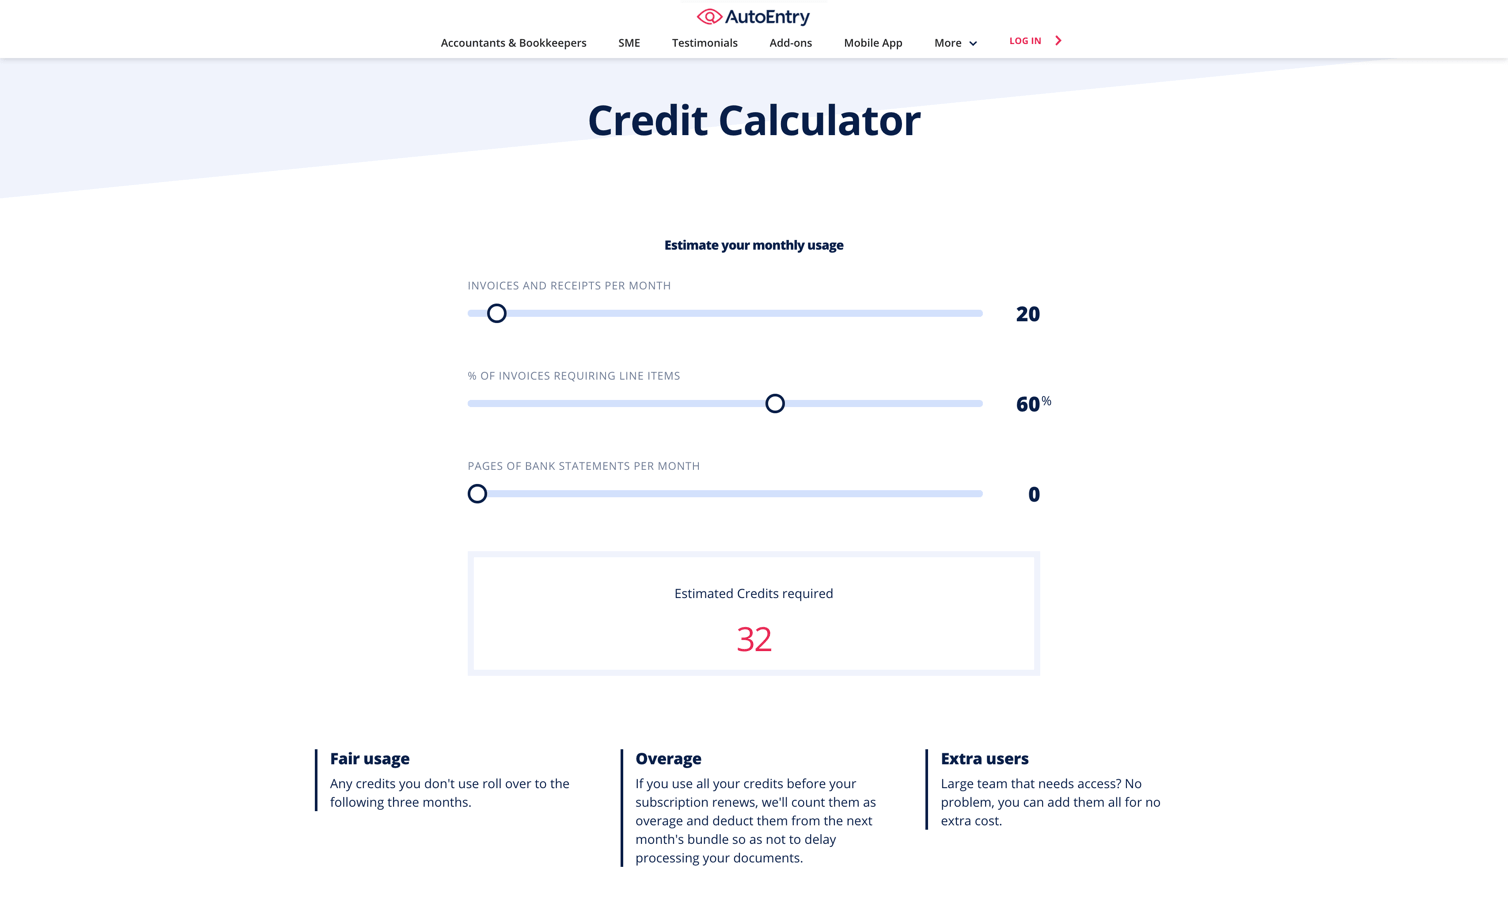 AutoEntry
Accountants & Bookkeepers SME Testimonials Add-ons Mobile App More LOG IN
Credit Calculator
Estimate your monthly usage
INVOICES AND RECEIPTS PER MONTH
20
% OF INVOICES REQUIRING LINE ITEMS
60%
PAGES OF BANK STATEMENTS PER MONTH
0
Estimated Credits required
32
Fair usage
Any credits you don't use roll over to the
following three months.
Overage
If you use all your credits before your
subscription renews, we'll count them as
overage and deduct them from the next
month's bundle so as not to delay
processing your documents.
Extra users
Large team that needs access? No
problem, you can add them all for no
extra cost.